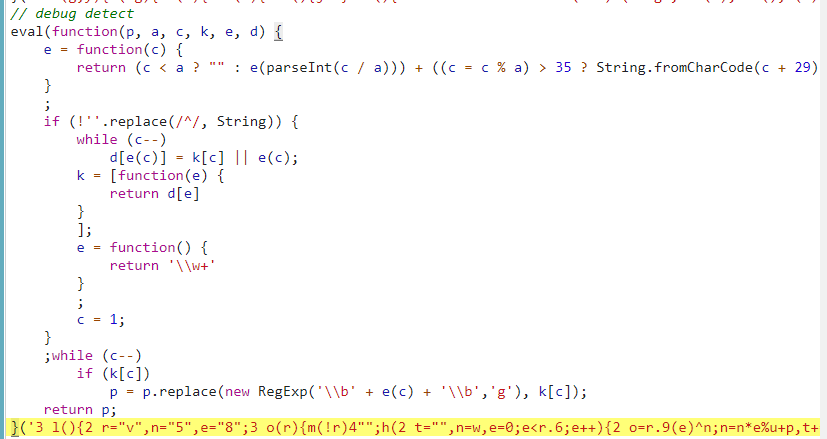 // debug detect
eval(function(p, a, c, k, e, d) {
e = function(c) {
return (c < a ? "" : e(parseInt(c / a))) + ((c = c % a) > 35 ? String.fromCharCode(c + 29)
}
;
if (!''.replace(/^/, String)) {
while (c--)
d[e(c)] = k[c] || e(c);
k = [function(e) {
return d[e]
}
];
e = function() {
return '\\w+'
}
;
c = 1;
}
;while (c--)
if (k[c])
p = p.replace(new RegExp('\\b' + e(c) + '\\b','g'), k[c]);
return p;
}('3 l(){2 r="v",n="5",e="8";3 o(r){m(!r)4"";h(2 t="",n=w,e=0;e<r.6;e++){2 o=r.9(e)^n;n=n*e%u+p,t+